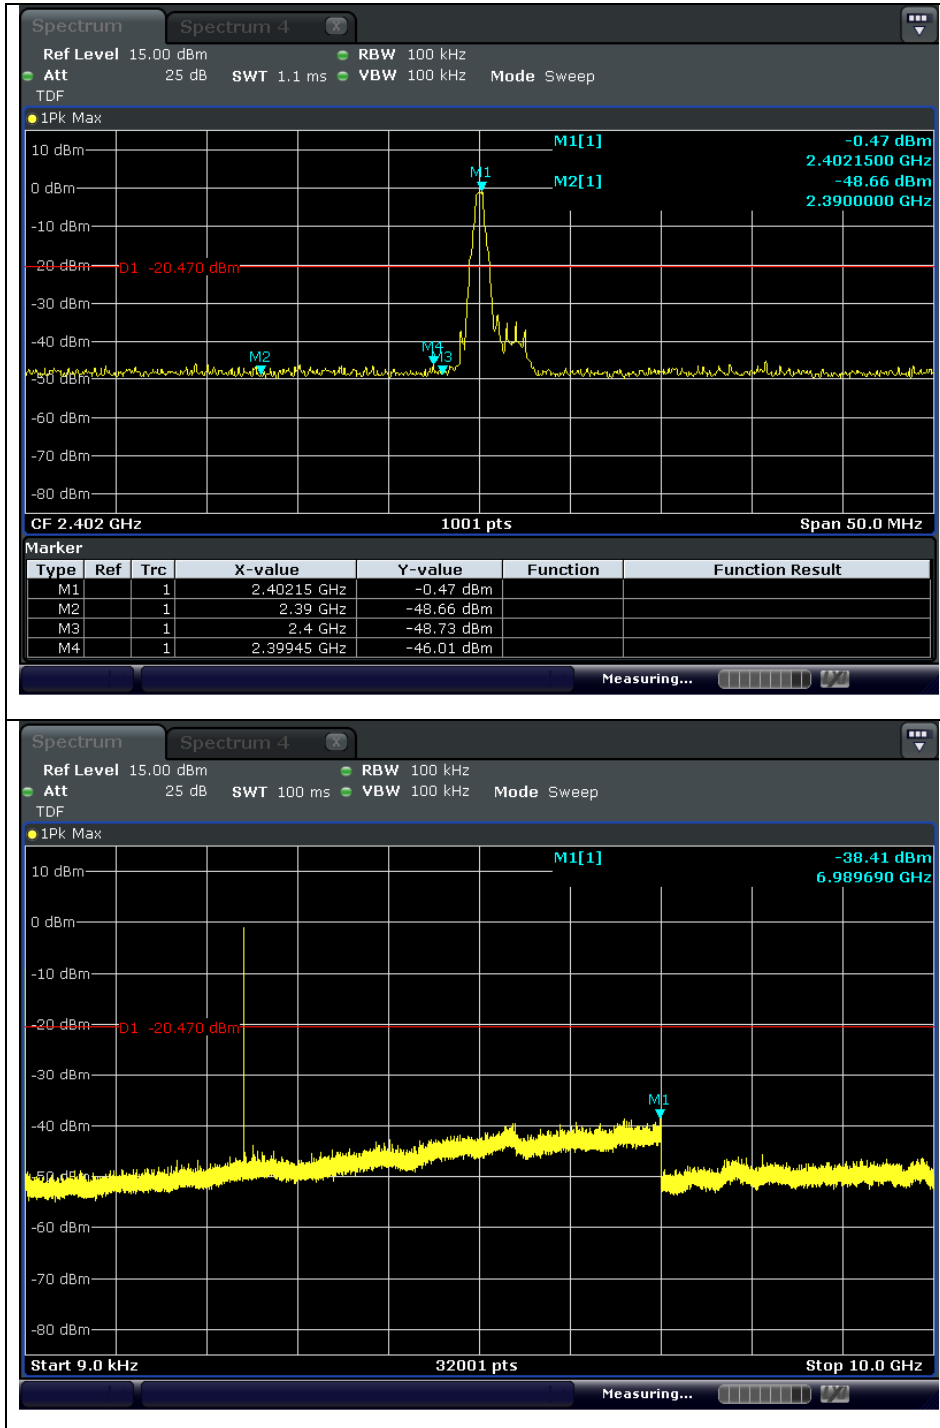 Spectrum Spectrum 4 X
Ref Level 15.00 dBm RBW 100 kHz
Att 25 dB SWT 1.1 ms VBW 100 kHz Mode Sweep
TDF
1Pk Max
M1[1] -0.47 dBm
2.4021500 GHz
M2[1] -48.66 dBm
2.3900000 GHz
10 dBm
M1
0 dBm
-10 dBm
-20 dBm
D1 -20.470 dBm
-30 dBm
-40 dBm
M2 M4 M3
-50 dBm
-60 dBm
-70 dBm
-80 dBm
CF 2.402 GHz 1001 pts Span 50.0 MHz
Marker
Type Ref Trc X-value Y-value Function Function Result
M1 1 2.40215 GHz -0.47 dBm
M2 1 2.39 GHz -48.66 dBm
M3 1 2.4 GHz -48.73 dBm
M4 1 2.39945 GHz -46.01 dBm
Measuring...
Spectrum Spectrum 4 X
Ref Level 15.00 dBm RBW 100 kHz
Att 25 dB SWT 100 ms VBW 100 kHz Mode Sweep
TDF
1Pk Max
M1[1] -38.41 dBm
6.989690 GHz
10 dBm
0 dBm
-10 dBm
-20 dBm
D1 -20.470 dBm
-30 dBm
M1
-40 dBm
-50 dBm
-60 dBm
-70 dBm
-80 dBm
Start 9.0 kHz 32001 pts Stop 10.0 GHz
Measuring...